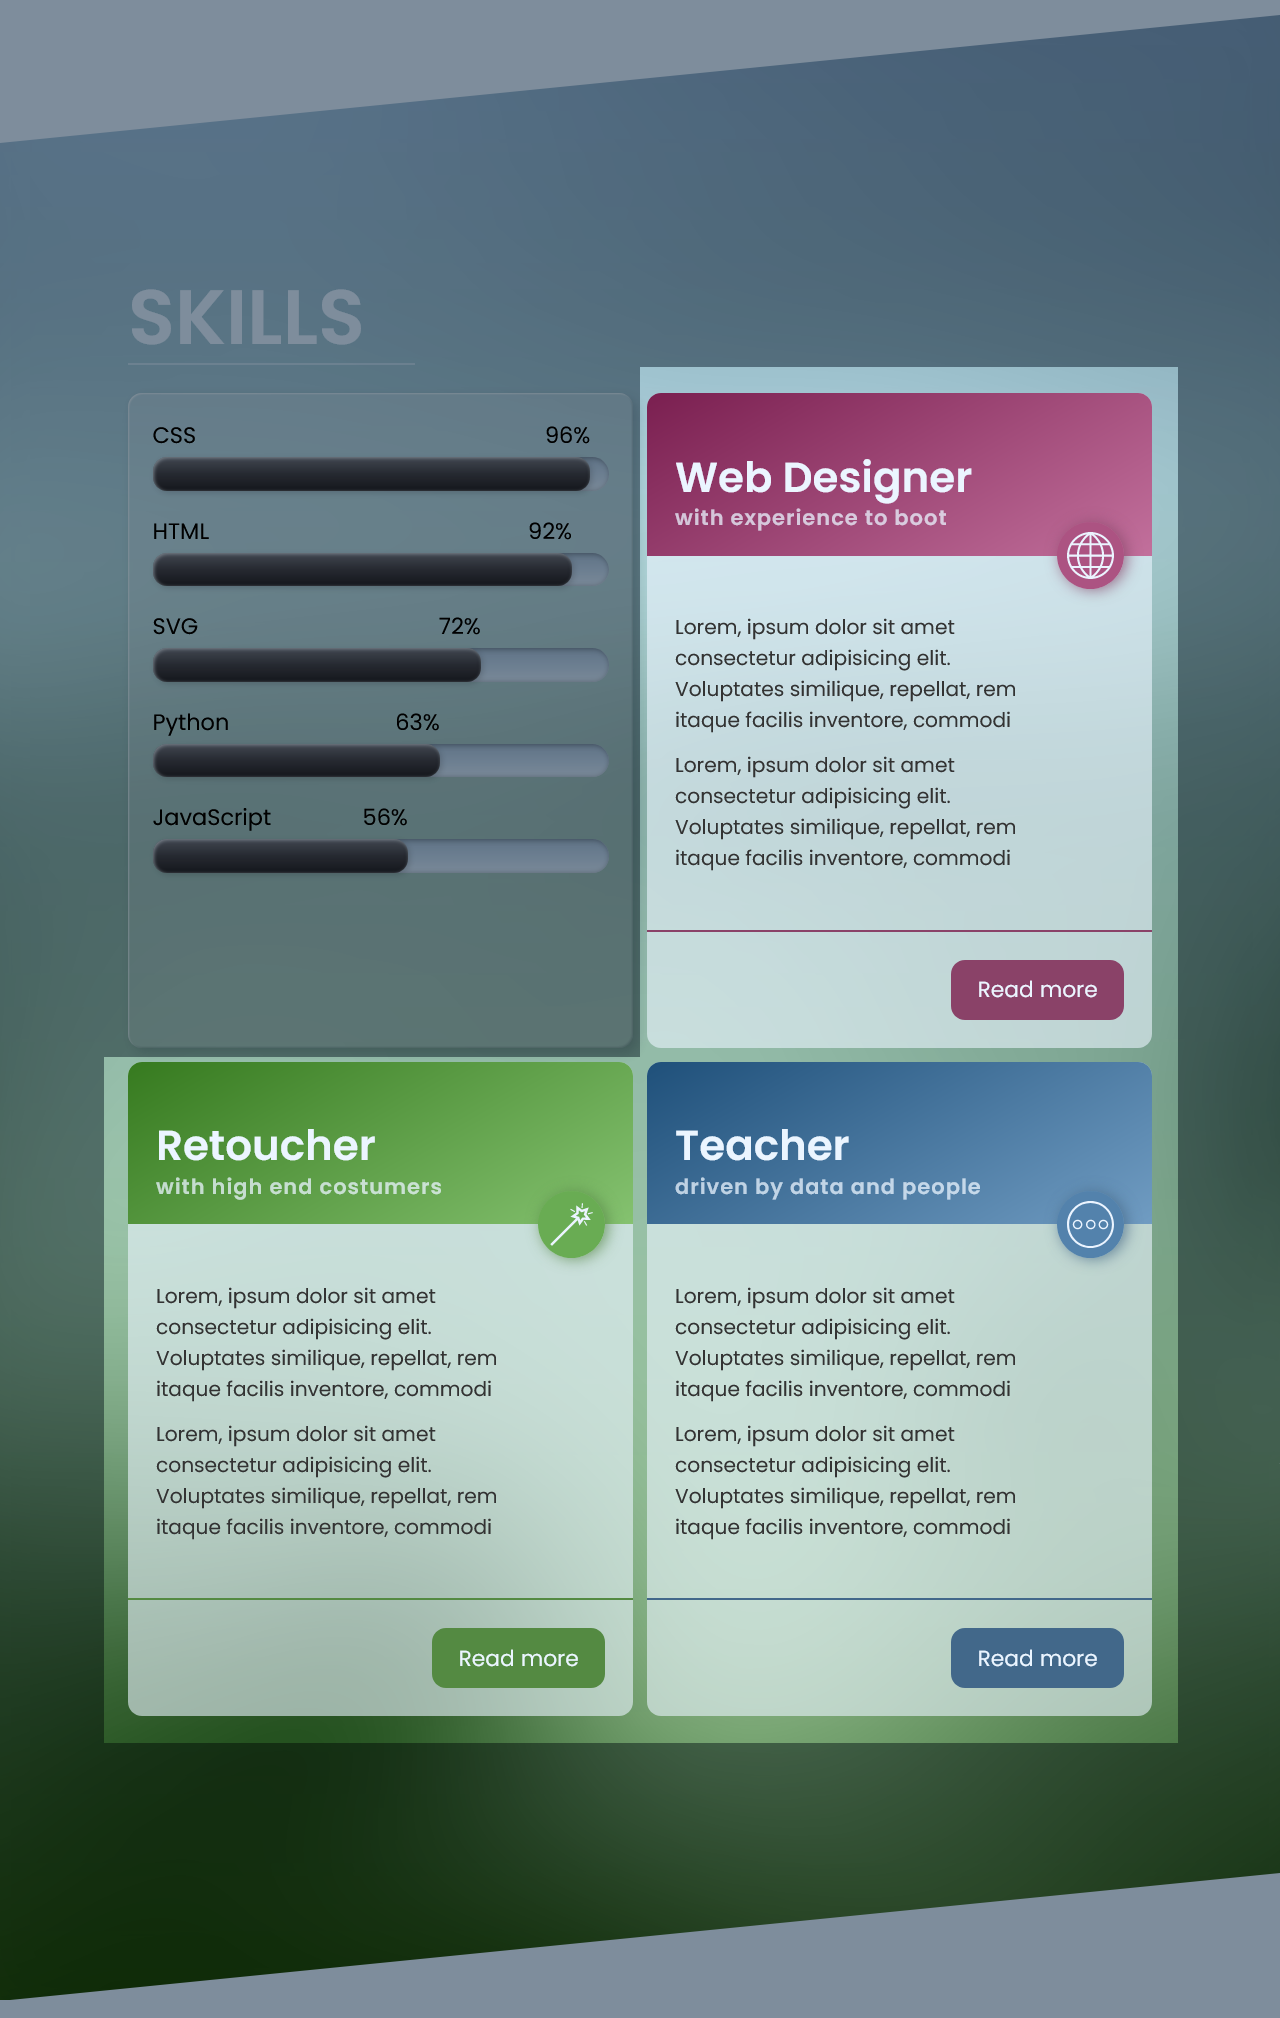 SKILLS
CSS 96%
HTML 92%
SVG 72%
Python 63%
JavaScript 56%
Web Designer
with experience to boot
Lorem, ipsum dolor sit amet
consectetur adipisicing elit.
Voluptates similique, repellat, rem
itaque facilis inventore, commodi
Lorem, ipsum dolor sit amet
consectetur adipisicing elit.
Voluptates similique, repellat, rem
itaque facilis inventore, commodi
Read more
Retoucher
with high end costumers
Lorem, ipsum dolor sit amet
consectetur adipisicing elit.
Voluptates similique, repellat, rem
itaque facilis inventore, commodi
Lorem, ipsum dolor sit amet
consectetur adipisicing elit.
Voluptates similique, repellat, rem
itaque facilis inventore, commodi
Read more
Teacher
driven by data and people
Lorem, ipsum dolor sit amet
consectetur adipisicing elit.
Voluptates similique, repellat, rem
itaque facilis inventore, commodi
Lorem, ipsum dolor sit amet
consectetur adipisicing elit.
Voluptates similique, repellat, rem
itaque facilis inventore, commodi
Read more